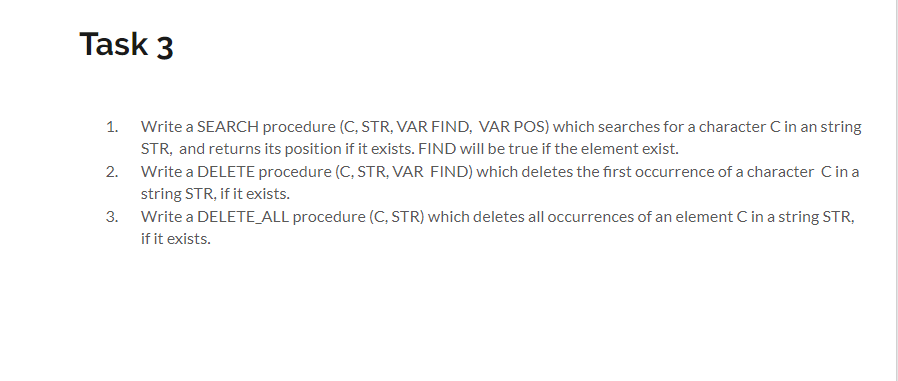 Task 3
1. Write a SEARCH procedure (C, STR, VAR FIND, VAR POS) which searches for a character C in an string
STR, and returns its position if it exists. FIND will be true if the element exist.
2. Write a DELETE procedure (C, STR, VAR FIND) which deletes the first occurrence of a character C in a
string STR, if it exists.
3. Write a DELETE_ALL procedure (C, STR) which deletes all occurrences of an element C in a string STR,
if it exists.